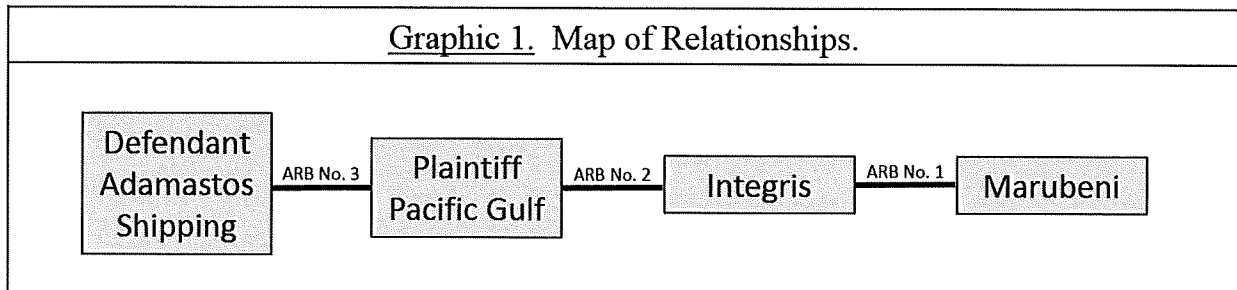 Graphic 1. Map of Relationships.
Defendant
Adamastos
Shipping
ARB No. 3
Plaintiff
Pacific Gulf
ARB No. 2
Integris
ARB No. 1
Marubeni